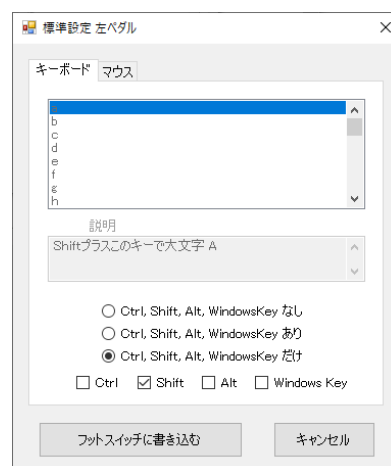 標準設定 左ペダル
キーボード マウス
a
b
c
d
e
f
g
h
説明
Shiftプラスこのキーで大文字 A
Ctrl, Shift, Alt, WindowsKey なし
Ctrl, Shift, Alt, WindowsKey あり
Ctrl, Shift, Alt, WindowsKey だけ
Ctrl Shift Alt Windows Key
フットスイッチに書き込む キャンセル